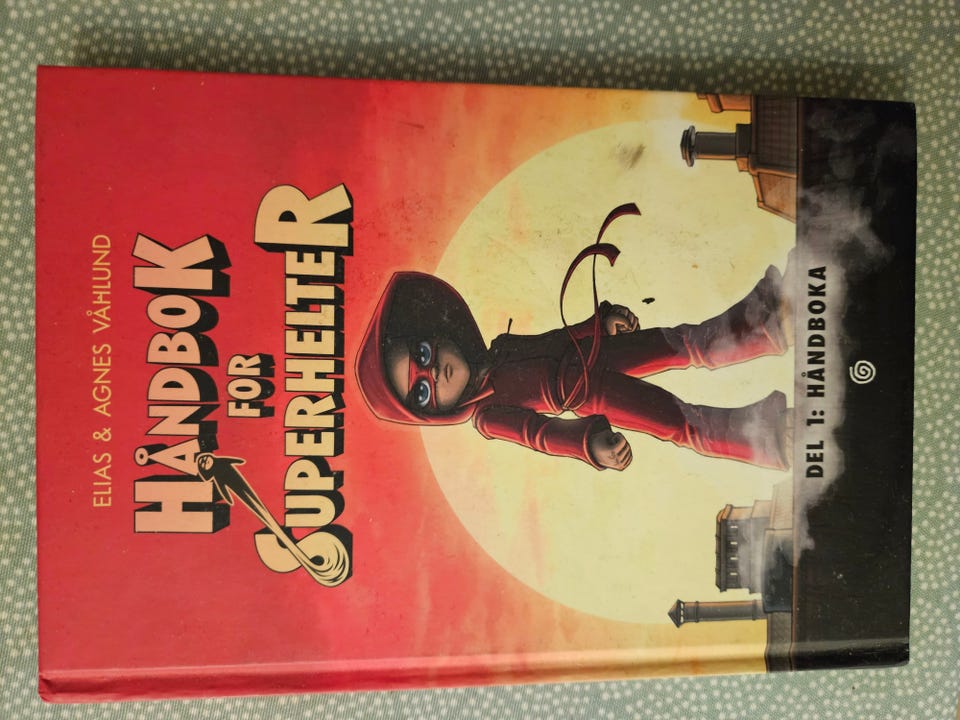 ELIAS & AGNES VÅHLUND
HÅNDBOK
FOR
SUPERHELTER
DEL 1: HÅNDBOKA